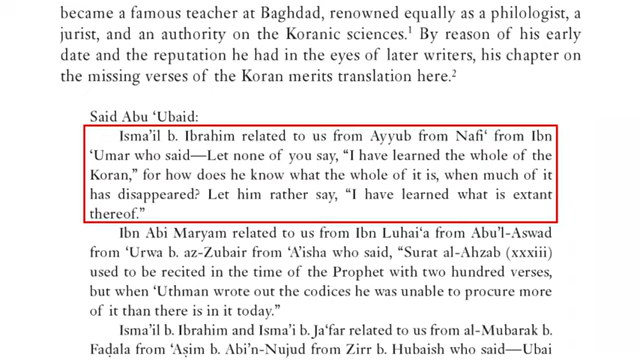 became a famous teacher at Baghdad, renowned equally as a philologist, a
jurist, and an authority on the Koranic sciences.¹ By reason of his early
date and the reputation he had in the eyes of later writers, his chapter on
the missing verses of the Koran merits translation here.²
Said Abu ‘Ubaid:
Isma‘il b. Ibrahim related to us from Ayyub from Nafi‘ from Ibn
‘Umar who said—Let none of you say, “I have learned the whole of the
Koran,” for how does he know what the whole of it is, when much of it
has disappeared? Let him rather say, “I have learned what is extant
thereof.”
Ibn Abi Maryam related to us from Ibn Luhai‘a from Abu’l-Aswad
from ‘Urwa b. az-Zubair from ‘A’isha who said, “Surat al-Ahzab (xxxiii)
used to be recited in the time of the Prophet with two hundred verses,
but when ‘Uthman wrote out the codices he was unable to procure more
of it than there is in it today.”
Isma‘il b. Ibrahim and Isma‘i b. Ja‘far related to us from al-Mubarak b.
Faḍala from ‘Aṣim b. Abi’n-Nujud from Zirr b. Hubaish who said—Ubai